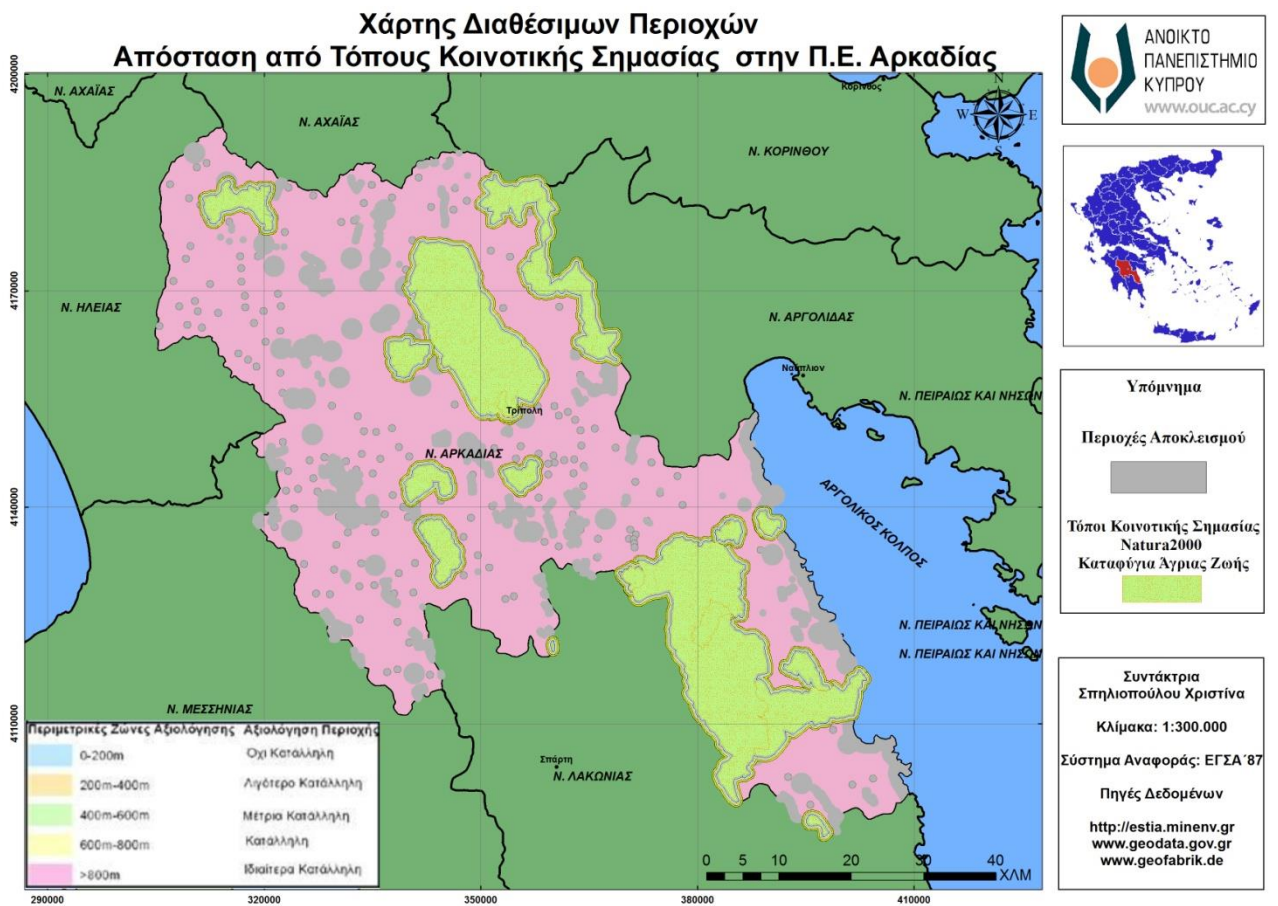 Χάρτης Διαθέσιμων Περιοχών
Απόσταση από Τόπους Κοινοτικής Σημασίας στην Π.Ε. Αρκαδίας
ΑΝΟΙΚΤΟ
ΠΑΝΕΠΙΣΤΗΜΙΟ
ΚΥΠΡΟΥ
www.ouc.ac.cy
4200000
4170000
4140000
4110000
Ν. ΑΧΑΪΑΣ
Ν. ΑΧΑΪΑΣ
Κόρινθος
N
W
E
S
Ν. ΚΟΡΙΝΘΟΥ
Ν. ΗΛΕΙΑΣ
Ν. ΑΡΓΟΛΙΔΑΣ
Ναύπλιον
Ν. ΠΕΙΡΑΙΩΣ ΚΑΙ ΝΗΣΩΝ
Τρίπολη
Ν. ΑΡΚΑΔΙΑΣ
ΑΡΓΟΛΙΚΟΣ ΚΟΛΠΟΣ
Ν. ΠΕΙΡΑΙΩΣ ΚΑΙ ΝΗΣΩΝ
Ν. ΠΕΙΡΑΙΩΣ ΚΑΙ ΝΗΣΩΝ
Ν. ΜΕΣΣΗΝΙΑΣ
Σπάρτη
Ν. ΛΑΚΩΝΙΑΣ
Περιμετρικές Ζώνες Αξιολόγησης Αξιολόγηση Περιοχής
0-200m Όχι Κατάλληλη
200m-400m Λιγότερο Κατάλληλη
400m-600m Μέτρια Κατάλληλη
600m-800m Κατάλληλη
>800m Ιδιαίτερα Κατάλληλη
0 5 10 20 30 40
ΧΛΜ
290000 320000 350000 380000 410000
Υπόμνημα
Περιοχές Αποκλεισμού
Τόποι Κοινοτικής Σημασίας
Natura2000
Καταφύγια Άγριας Ζωής
Συντάκτρια
Σπηλιοπούλου Χριστίνα
Κλίμακα: 1:300.000
Σύστημα Αναφοράς: ΕΓΣΑ΄87
Πηγές Δεδομένων
http://estia.minenv.gr
www.geodata.gov.gr
www.geofabrik.de